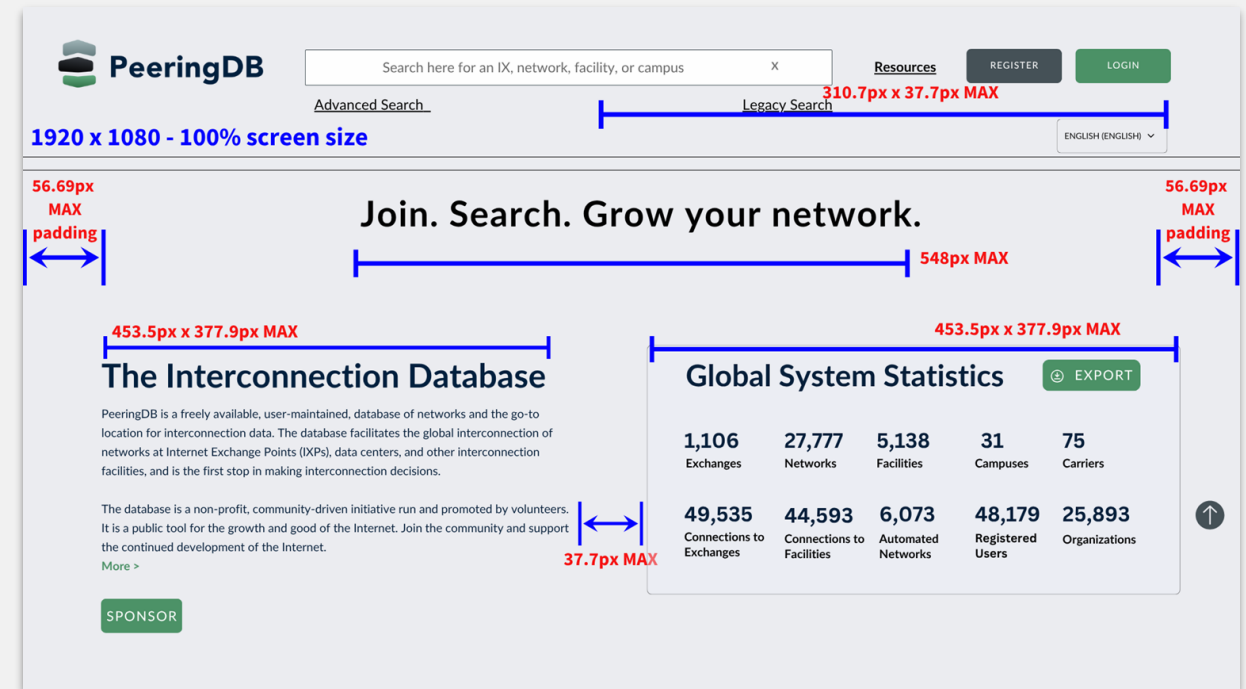 PeeringDB
Search here for an IX, network, facility, or campus X
Resources
REGISTER
LOGIN
310.7px x 37.7px MAX
Advanced Search
Legacy Search
1920 x 1080 - 100% screen size
ENGLISH (ENGLISH)
56.69px
MAX
padding
Join. Search. Grow your network.
56.69px
MAX
padding
548px MAX
453.5px x 377.9px MAX
The Interconnection Database
PeeringDB is a freely available, user-maintained, database of networks and the go-to
location for interconnection data. The database facilitates the global interconnection of
networks at Internet Exchange Points (IXPs), data centers, and other interconnection
facilities, and is the first stop in making interconnection decisions.
The database is a non-profit, community-driven initiative run and promoted by volunteers.
It is a public tool for the growth and good of the Internet. Join the community and support
the continued development of the Internet.
More >
SPONSOR
37.7px MAX
453.5px x 377.9px MAX
Global System Statistics
EXPORT
1,106 27,777 5,138 31 75
Exchanges Networks Facilities Campuses Carriers
49,535 44,593 6,073 48,179 25,893
Connections to Connections to Automated Registered Organizations
Exchanges Facilities Networks Users